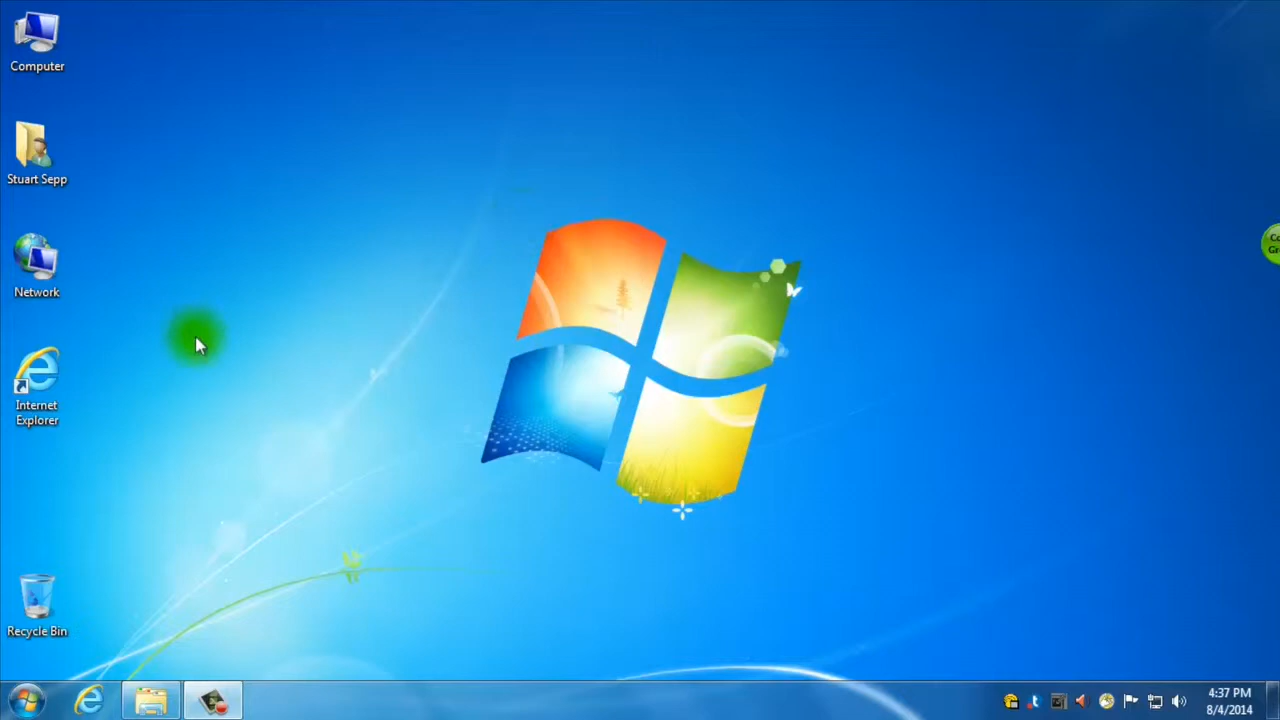 Computer
Stuart Sepp
Network
Internet
Explorer
Recycle Bin
4:37 PM
8/4/2014